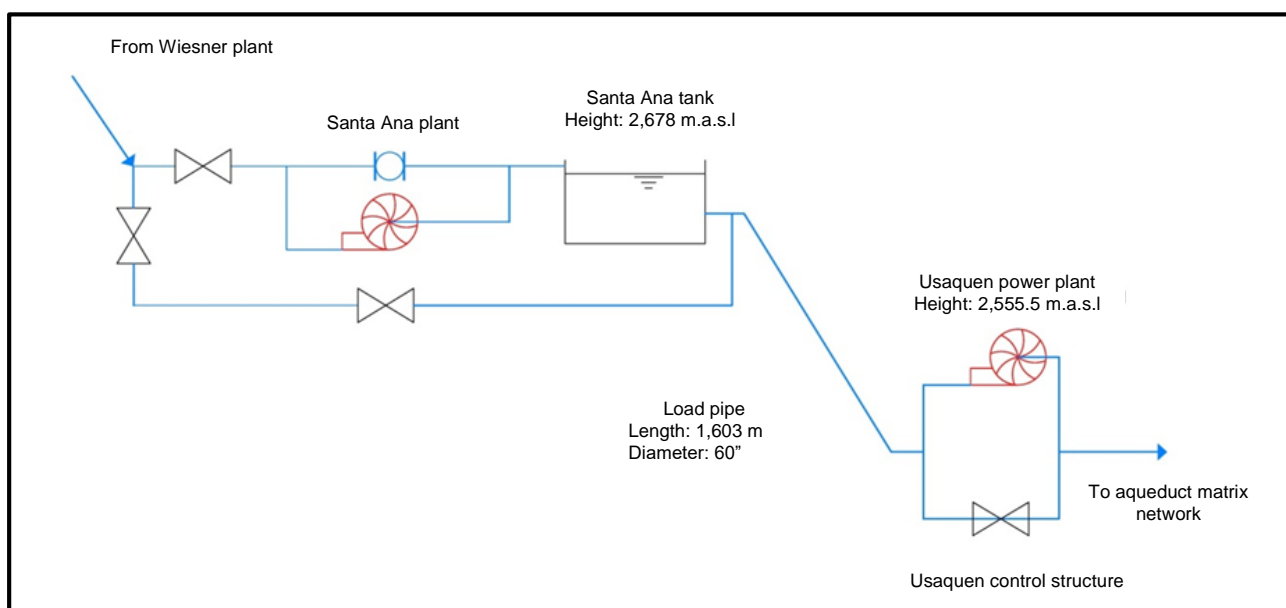 From Wiesner plant
Santa Ana plant
Santa Ana tank
Height: 2,678 m.a.s.l
Usaquen power plant
Height: 2,555.5 m.a.s.l
Load pipe
Length: 1,603 m
Diameter: 60”
To aqueduct matrix
network
Usaquen control structure